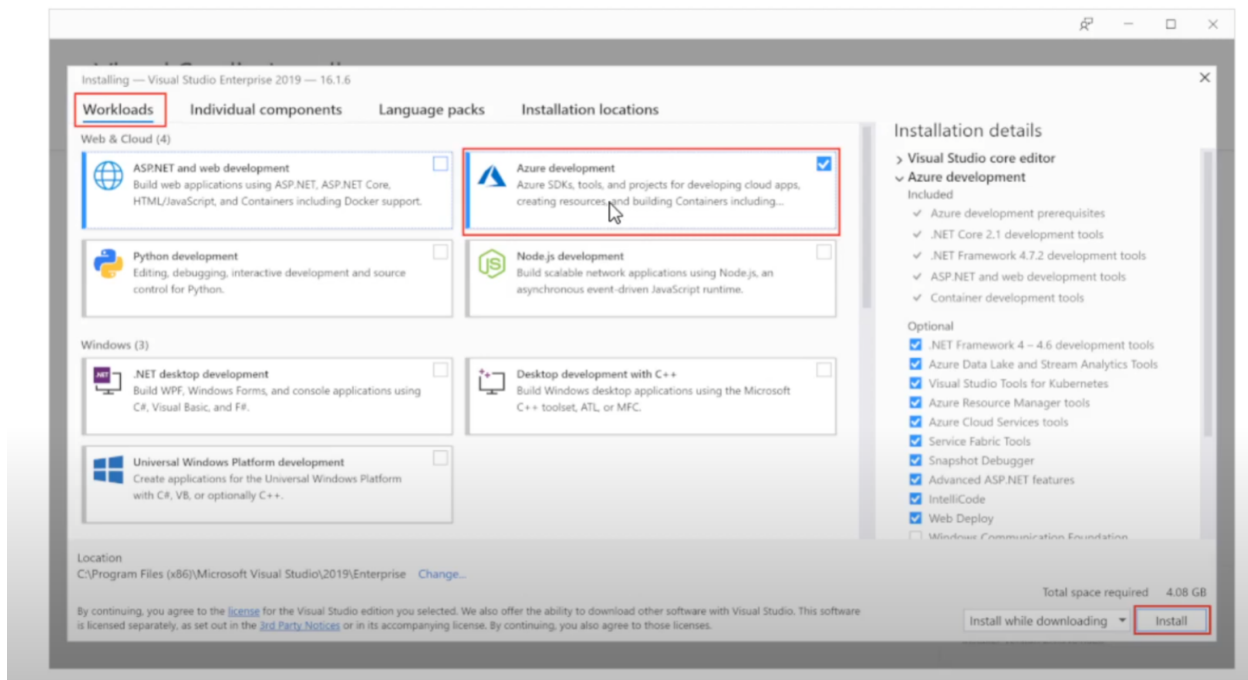 Installing — Visual Studio Enterprise 2019 — 16.1.6
Workloads
Individual components
Language packs
Installation locations
Web & Cloud (4)
ASP.NET and web development
Build web applications using ASP.NET, ASP.NET Core,
HTML/JavaScript, and Containers including Docker support.
Azure development
Azure SDKs, tools, and projects for developing cloud apps,
creating resources, and building Containers including...
Python development
Editing, debugging, interactive development and source
control for Python.
Node.js development
Build scalable network applications using Node.js, an
asynchronous event-driven JavaScript runtime.
Windows (3)
.NET desktop development
Build WPF, Windows Forms, and console applications using
C#, Visual Basic, and F#.
Desktop development with C++
Build Windows desktop applications using the Microsoft
C++ toolset, ATL, or MFC.
Universal Windows Platform development
Create applications for the Universal Windows Platform
with C#, VB, or optionally C++.
Location
C:\Program Files (x86)\Microsoft Visual Studio\2019\Enterprise Change...
By continuing, you agree to the license for the Visual Studio edition you selected. We also offer the ability to download other software with Visual Studio. This software
is licensed separately, as set out in the 3rd Party Notices or in its accompanying license. By continuing, you also agree to those licenses.
Installation details
Visual Studio core editor
Azure development
Included
Azure development prerequisites
.NET Core 2.1 development tools
.NET Framework 4.7.2 development tools
ASP.NET and web development tools
Container development tools
Optional
.NET Framework 4 – 4.6 development tools
Azure Data Lake and Stream Analytics Tools
Visual Studio Tools for Kubernetes
Azure Resource Manager tools
Azure Cloud Services tools
Service Fabric Tools
Snapshot Debugger
Advanced ASP.NET features
IntelliCode
Web Deploy
Windows Communication Foundation
Total space required 4.08 GB
Install while downloading
Install